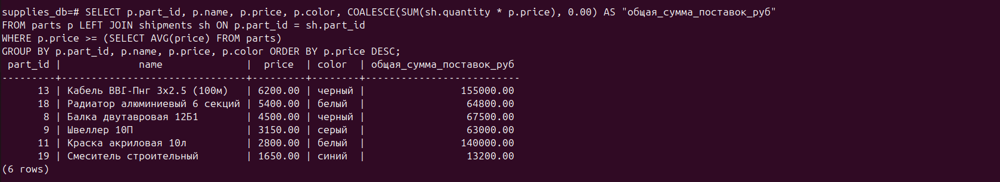 supplies_db=# SELECT p.part_id, p.name, p.price, p.color, COALESCE(SUM(sh.quantity * p.price), 0.00) AS "общая_сумма_поставок_руб"
FROM parts p LEFT JOIN shipments sh ON p.part_id = sh.part_id
WHERE p.price >= (SELECT AVG(price) FROM parts)
GROUP BY p.part_id, p.name, p.price, p.color ORDER BY p.price DESC;
 part_id |             name              |  price  | color  | общая_сумма_поставок_руб
---------+-------------------------------+---------+--------+--------------------------
      13 | Кабель ВВГ-Пнг 3х2.5 (100м)   | 6200.00 | черный |                155000.00
      18 | Радиатор алюминиевый 6 секций | 5400.00 | белый  |                 64800.00
       8 | Балка двутавровая 12Б1        | 4500.00 | черный |                 67500.00
       9 | Швеллер 10П                   | 3150.00 | серый  |                 63000.00
      11 | Краска акриловая 10л          | 2800.00 | белый  |                140000.00
      19 | Смеситель строительный        | 1650.00 | синий  |                 13200.00
(6 rows)